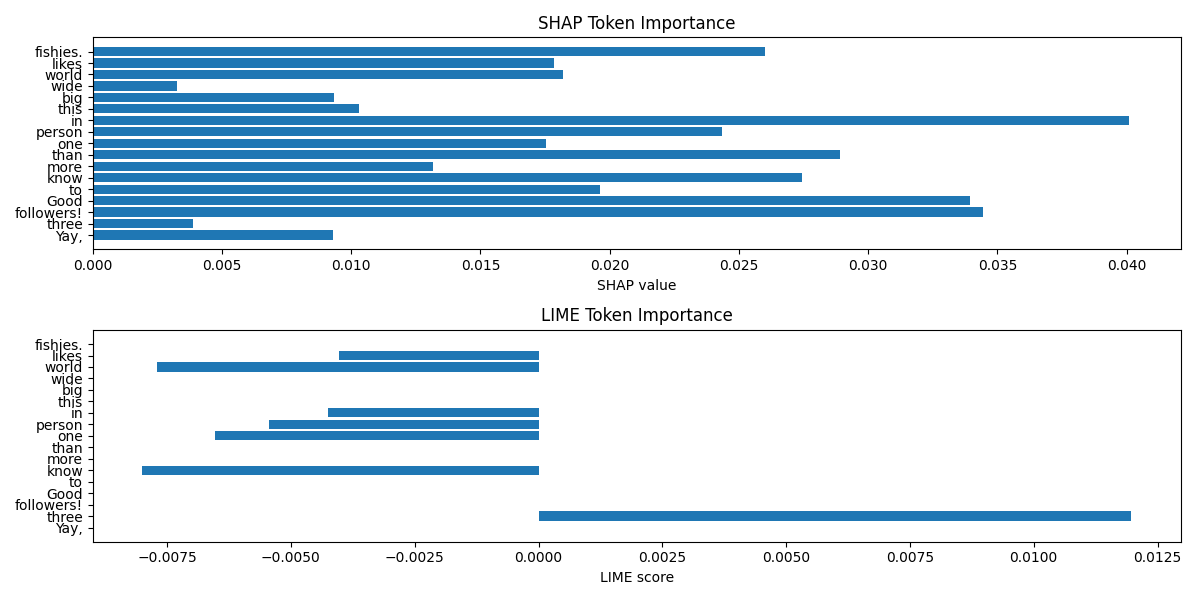 SHAP Token Importance
fishies.
likes
world
wide
big
this
in
person
one
than
more
know
to
Good
followers!
three
Yay,
0.000 0.005 0.010 0.015 0.020 0.025 0.030 0.035 0.040
SHAP value
LIME Token Importance
fishies.
likes
world
wide
big
this
in
person
one
than
more
know
to
Good
followers!
three
Yay,
−0.0075 −0.0050 −0.0025 0.0000 0.0025 0.0050 0.0075 0.0100 0.0125
LIME score